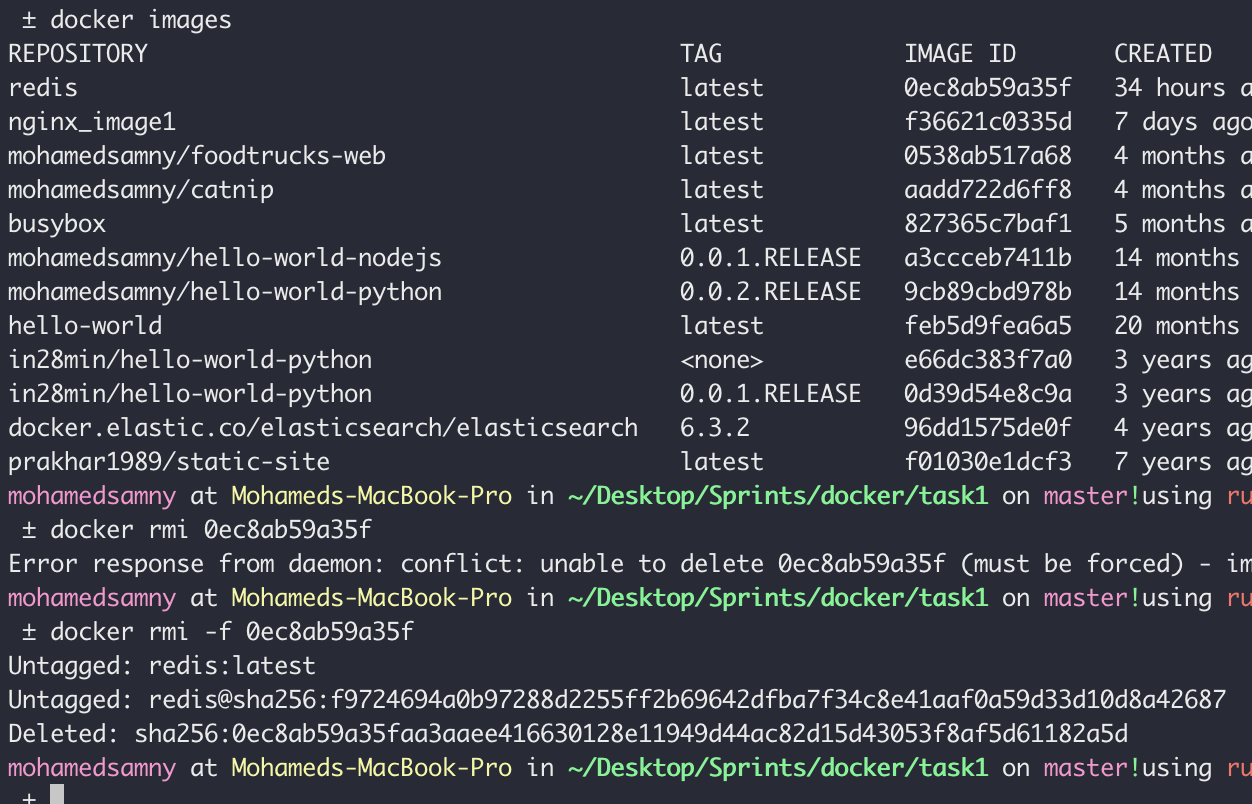 ± docker images
REPOSITORY TAG IMAGE ID CREATED
redis latest 0ec8ab59a35f 34 hours a
nginx_image1 latest f36621c0335d 7 days ago
mohamedsamny/foodtrucks-web latest 0538ab517a68 4 months a
mohamedsamny/catnip latest aadd722d6ff8 4 months a
busybox latest 827365c7baf1 5 months a
mohamedsamny/hello-world-nodejs 0.0.1.RELEASE a3ccceb7411b 14 months
mohamedsamny/hello-world-python 0.0.2.RELEASE 9cb89cbd978b 14 months
hello-world latest feb5d9fea6a5 20 months
in28min/hello-world-python <none> e66dc383f7a0 3 years ag
in28min/hello-world-python 0.0.1.RELEASE 0d39d54e8c9a 3 years ag
docker.elastic.co/elasticsearch/elasticsearch 6.3.2 96dd1575de0f 4 years ag
prakhar1989/static-site latest f01030e1dcf3 7 years ag
mohamedsamny at Mohameds-MacBook-Pro in ~/Desktop/Sprints/docker/task1 on master!using ru
± docker rmi 0ec8ab59a35f
Error response from daemon: conflict: unable to delete 0ec8ab59a35f (must be forced) - im
mohamedsamny at Mohameds-MacBook-Pro in ~/Desktop/Sprints/docker/task1 on master!using ru
± docker rmi -f 0ec8ab59a35f
Untagged: redis:latest
Untagged: redis@sha256:f9724694a0b97288d2255ff2b69642dfba7f34c8e41aaf0a59d33d10d8a42687
Deleted: sha256:0ec8ab59a35faa3aaee416630128e11949d44ac82d15d43053f8af5d61182a5d
mohamedsamny at Mohameds-MacBook-Pro in ~/Desktop/Sprints/docker/task1 on master!using ru
±